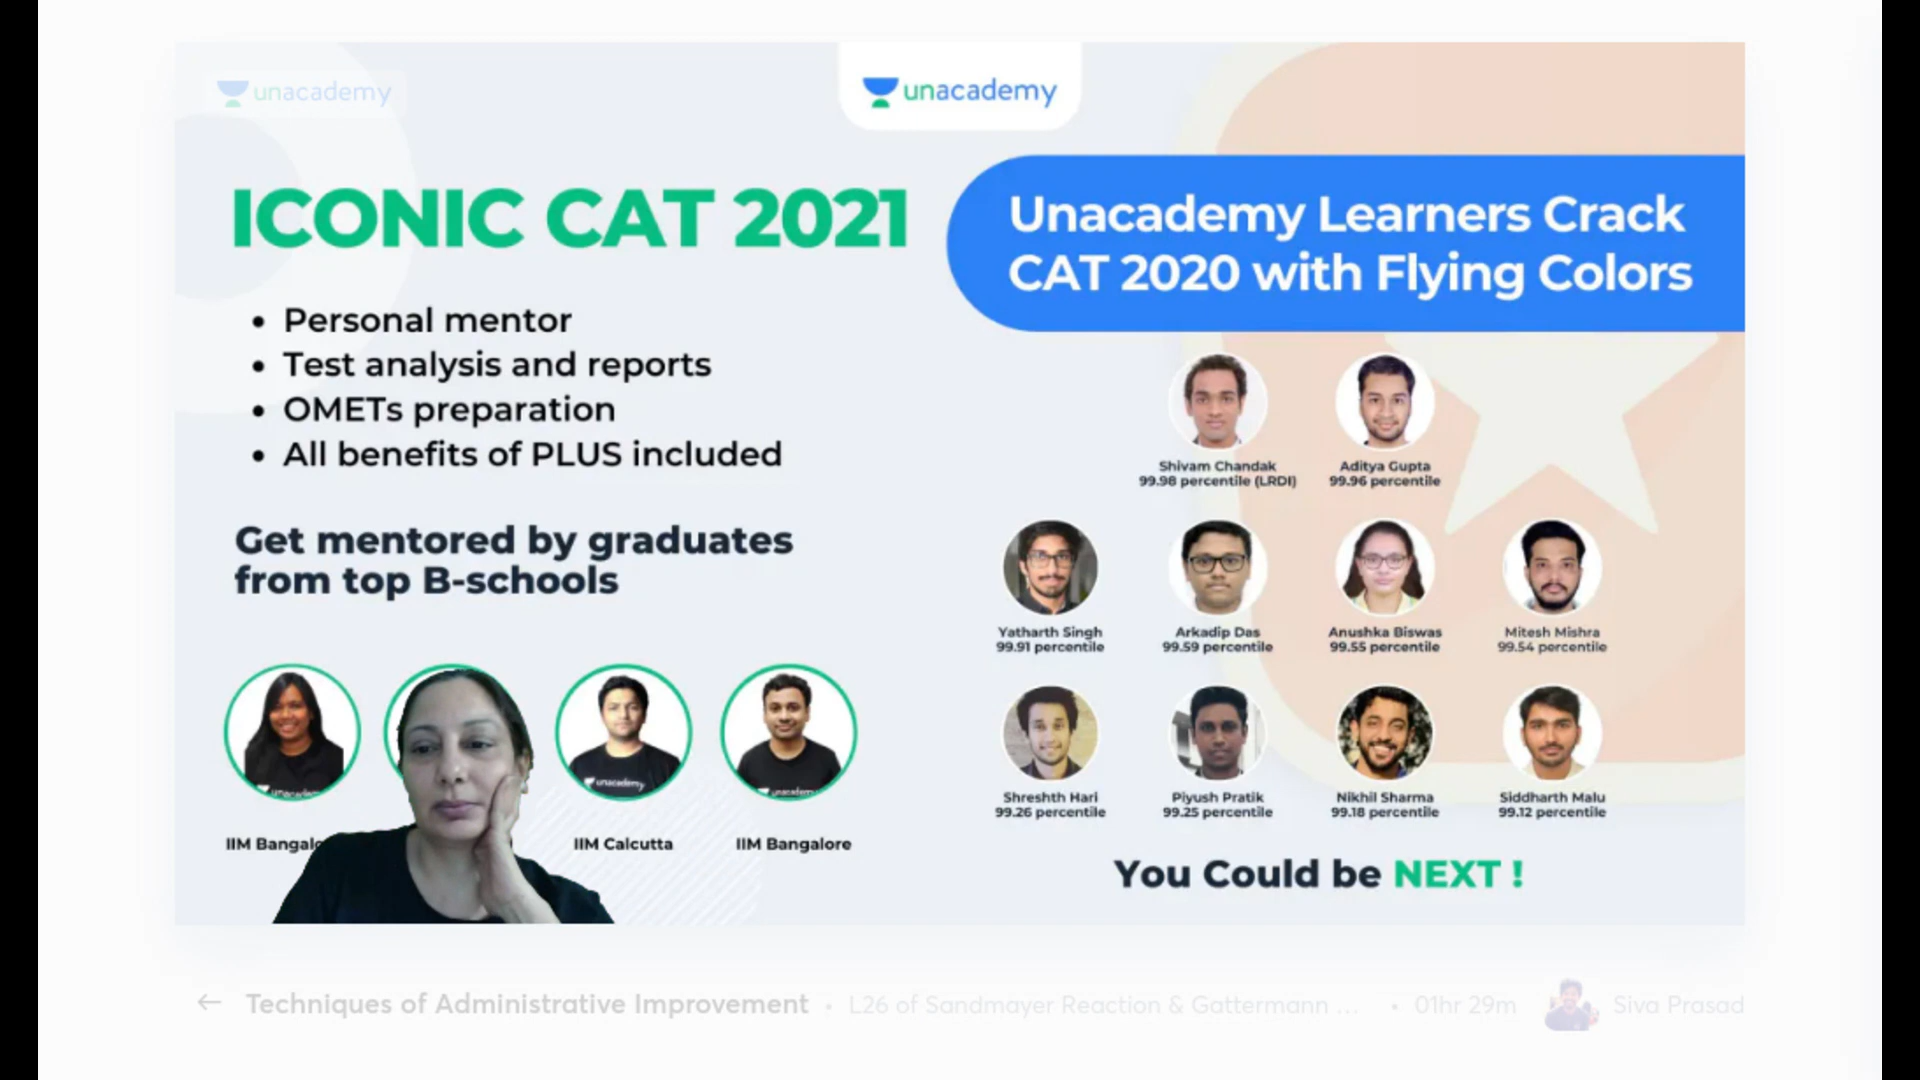 unacademy
unacademy
ICONIC CAT 2021
• Personal mentor
• Test analysis and reports
• OMETs preparation
• All benefits of PLUS included
Get mentored by graduates
from top B-schools
unacademy
unacademy
IIM Calcutta
IIM Bangalore
Unacademy Learners Crack
CAT 2020 with Flying Colors
Shivam Chandak
99.98 percentile (LRDI)
Aditya Gupta
99.96 percentile
Yatharth Singh
99.91 percentile
Arkadip Das
99.59 percentile
Anushka Biswas
99.55 percentile
Mitesh Mishra
99.54 percentile
Shreshth Hari
99.26 percentile
Piyush Pratik
99.25 percentile
Nikhil Sharma
99.18 percentile
Siddharth Malu
99.12 percentile
You Could be NEXT !
← Techniques of Administrative Improvement • L26 of Sandmayer Reaction & Gattermann ... • 01hr 29m Siva Prasad